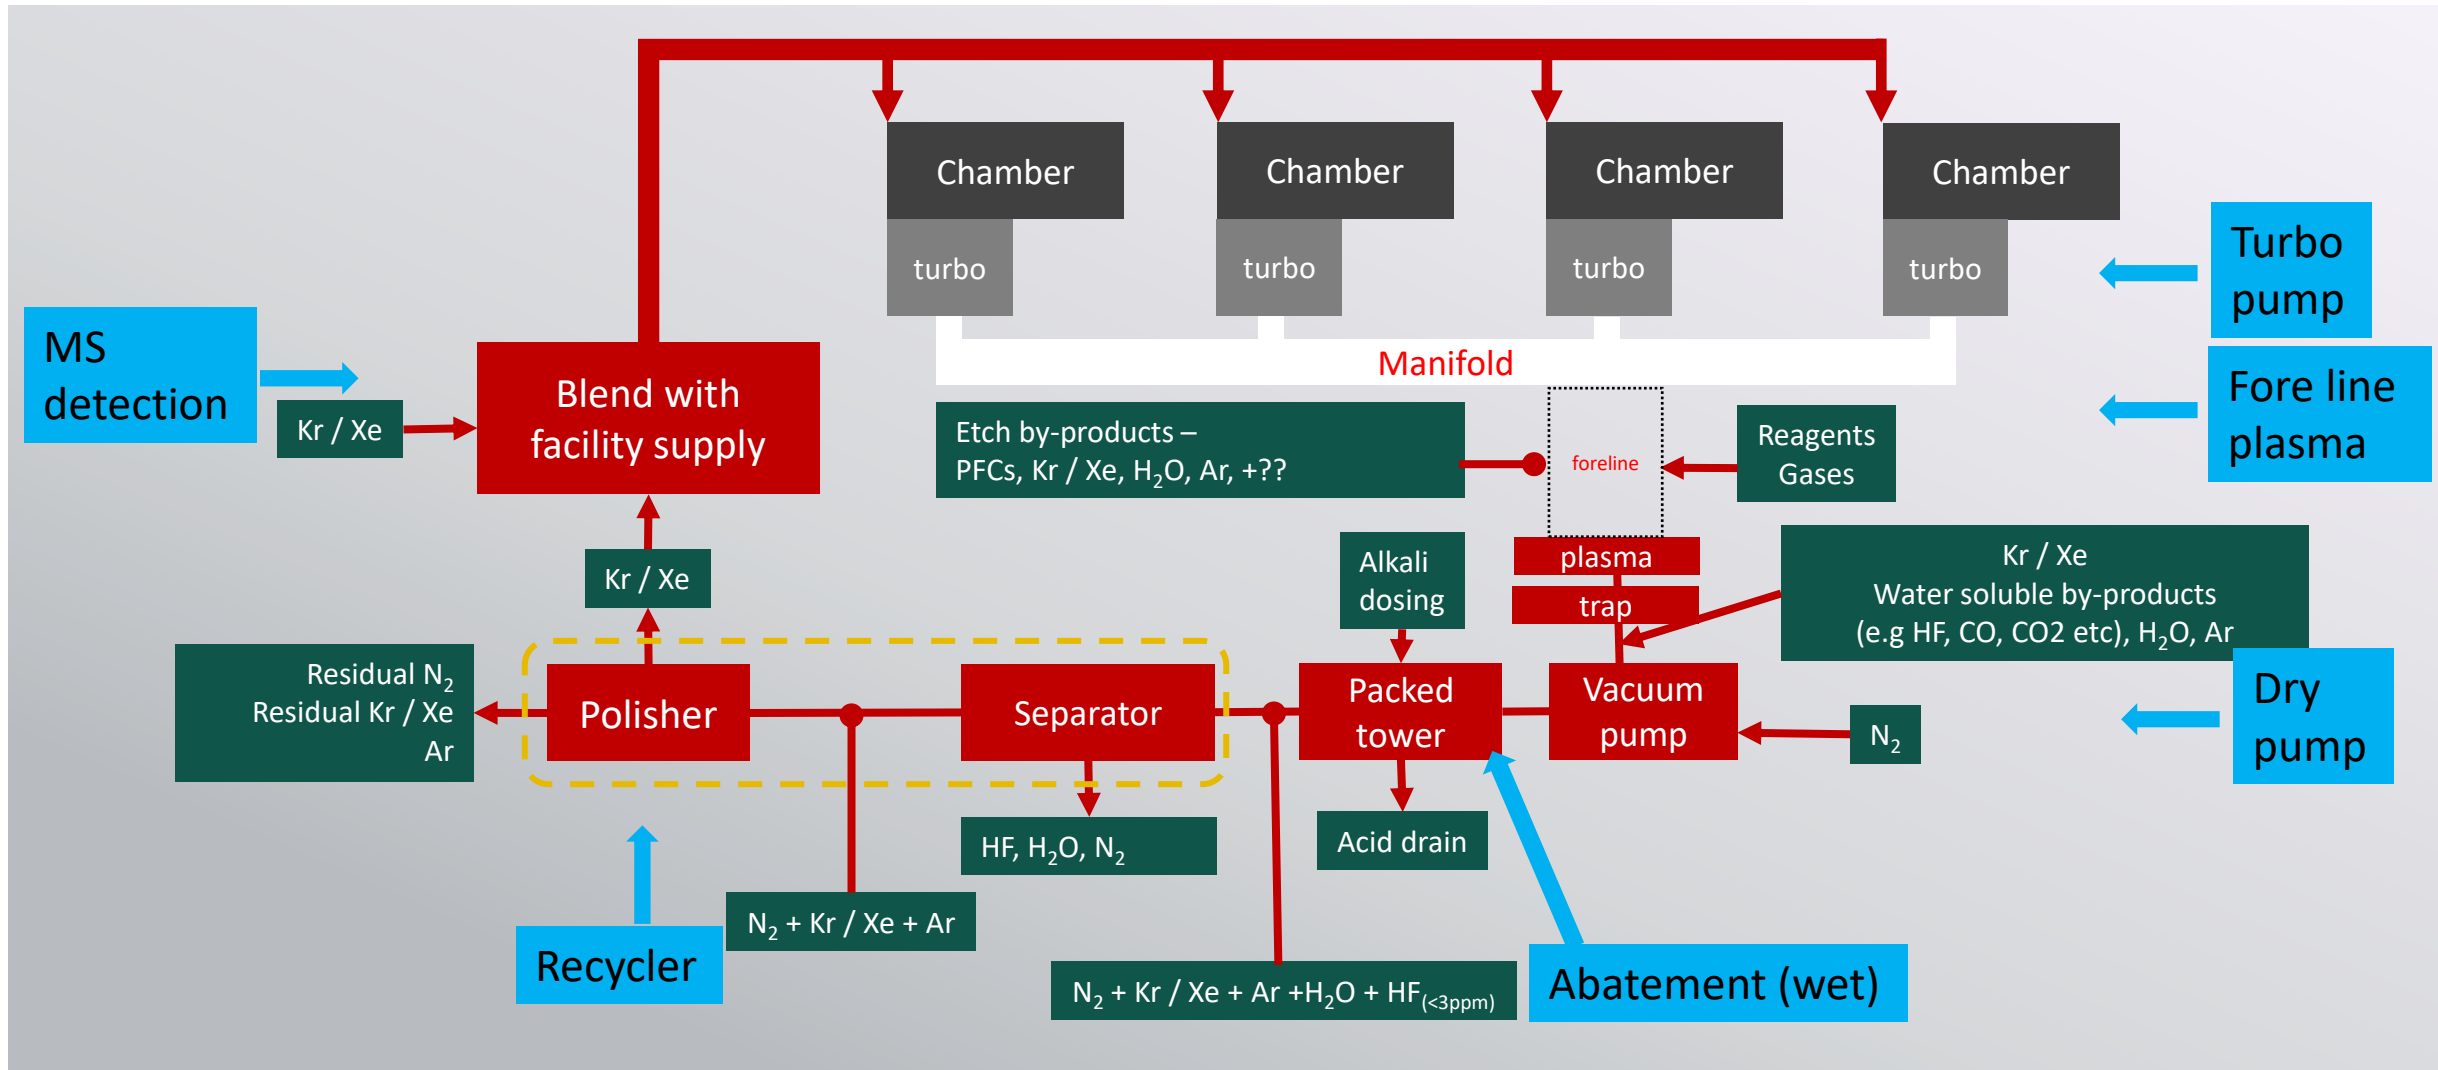 Chamber
Chamber
Chamber
Chamber
turbo
turbo
turbo
turbo
Turbo
pump
MS
detection
Manifold
Fore line
plasma
Blend with
facility supply
Kr / Xe
Etch by-products –
PFCs, Kr / Xe, H₂O, Ar, +??
foreline
Reagents
Gases
Kr / Xe
Alkali
dosing
plasma
trap
Kr / Xe
Water soluble by-products
(e.g HF, CO, CO2 etc), H₂O, Ar
Residual N₂
Residual Kr / Xe
Ar
Polisher
Separator
Packed
tower
Vacuum
pump
N₂
Dry
pump
HF, H₂O, N₂
Acid drain
N₂ + Kr / Xe + Ar
Recycler
N₂ + Kr / Xe + Ar +H₂O + HF(<3ppm)
Abatement (wet)